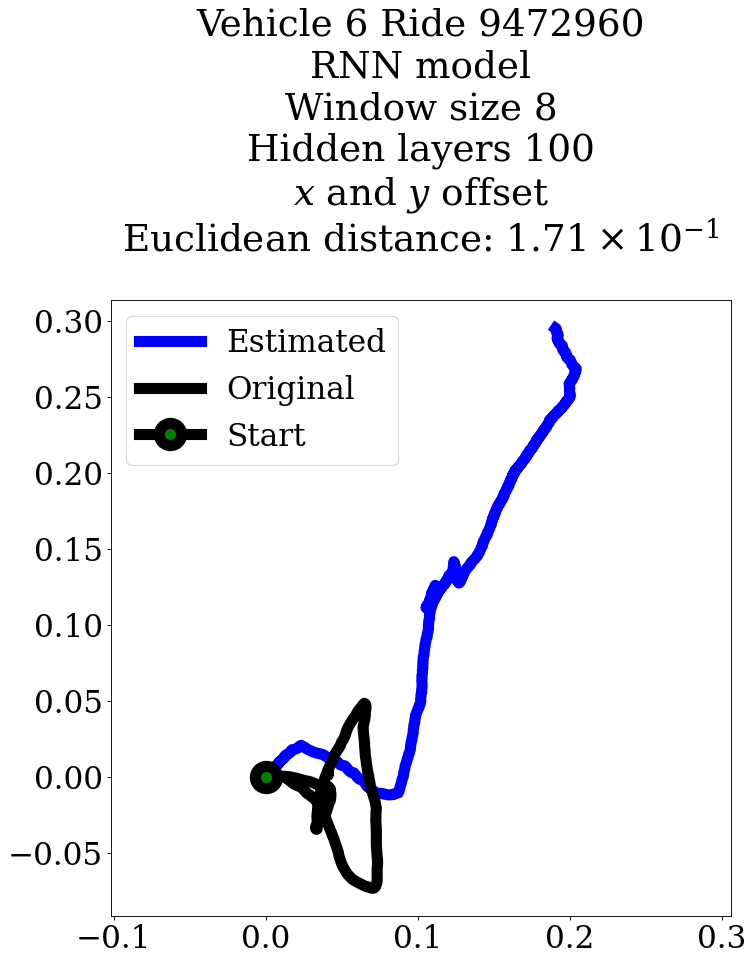 Vehicle 6 Ride 9472960
RNN model
Window size 8
Hidden layers 100
x and y offset
Euclidean distance: 1.71 × 10⁻¹
Estimated
Original
Start
0.30
0.25
0.20
0.15
0.10
0.05
0.00
−0.05
−0.1
0.0
0.1
0.2
0.3